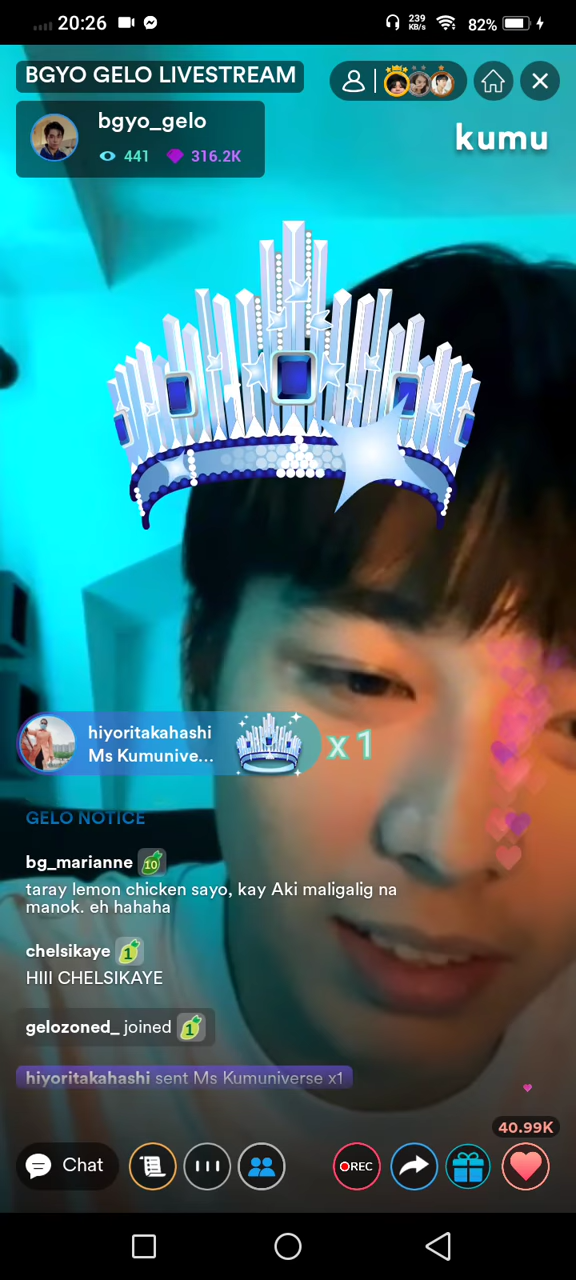 20:26
239
KB/s
82%
BGYO GELO LIVESTREAM
bgyo_gelo
441 316.2K
kumu
hiyoritakahashi
Ms Kumunive...
x 1
GELO NOTICE
bg_marianne 10
taray lemon chicken sayo, kay Aki maligalig na
manok. eh hahaha
chelsikaye 1
HIII CHELSIKAYE
gelozoned_ joined 1
hiyoritakahashi sent Ms Kumuniverse x1
40.99K
Chat
REC